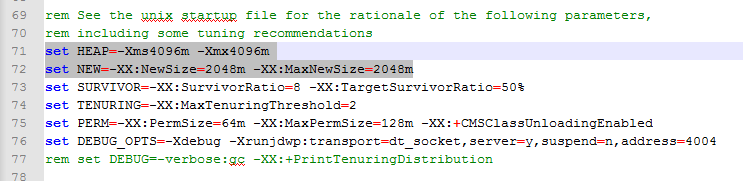 69 rem See the unix startup file for the rationale of the following parameters,
70 rem including some tuning recommendations
71 set HEAP=-Xms4096m -Xmx4096m
72 set NEW=-XX:NewSize=2048m -XX:MaxNewSize=2048m
73 set SURVIVOR=-XX:SurvivorRatio=8 -XX:TargetSurvivorRatio=50%
74 set TENURING=-XX:MaxTenuringThreshold=2
75 set PERM=-XX:PermSize=64m -XX:MaxPermSize=128m -XX:+CMSClassUnloadingEnabled
76 set DEBUG_OPTS=-Xdebug -Xrunjdwp:transport=dt_socket,server=y,suspend=n,address=4004
77 rem set DEBUG=-verbose:gc -XX:+PrintTenuringDistribution
78